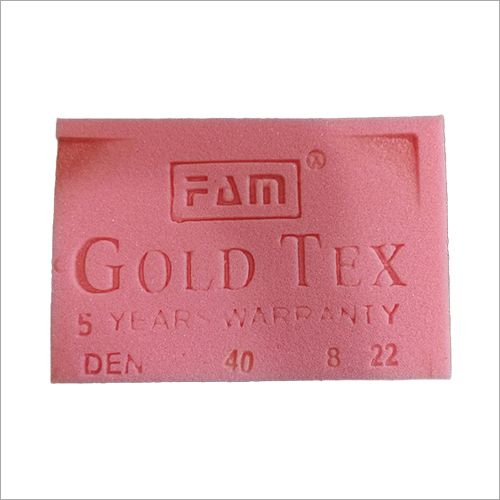 FAM ®
GOLD TEX
5 YEARS WARRANTY
DEN 40 8 22